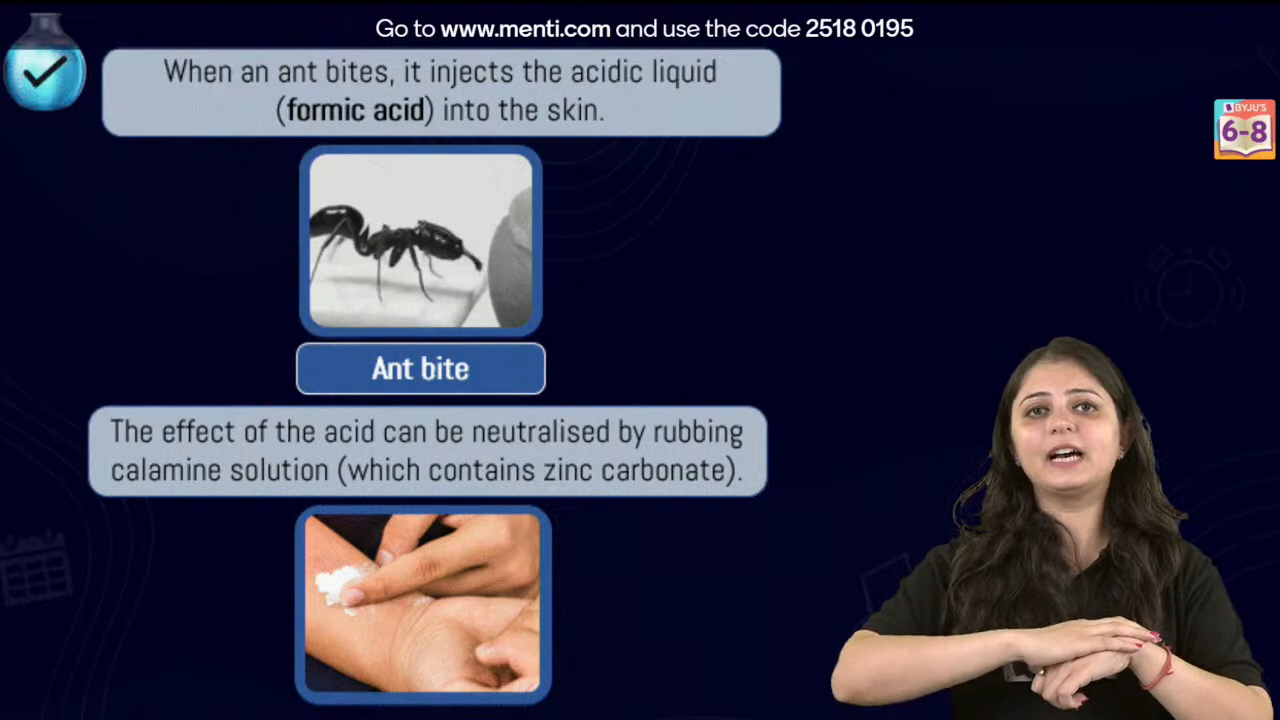 Go to www.menti.com and use the code 2518 0195
When an ant bites, it injects the acidic liquid
(formic acid) into the skin.
BYJU'S
6-8
Ant bite
The effect of the acid can be neutralised by rubbing
calamine solution (which contains zinc carbonate).